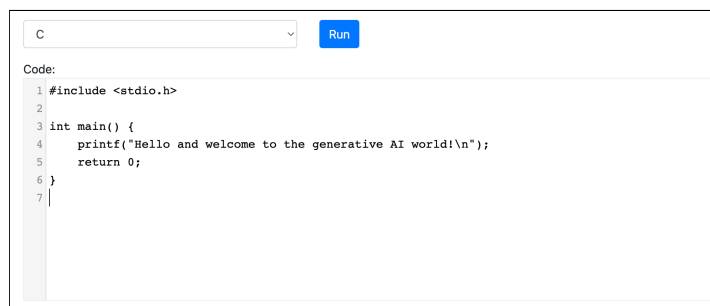 C
Run
Code:
1 #include <stdio.h>
2
3 int main() {
4     printf("Hello and welcome to the generative AI world!\n");
5     return 0;
6 }
7